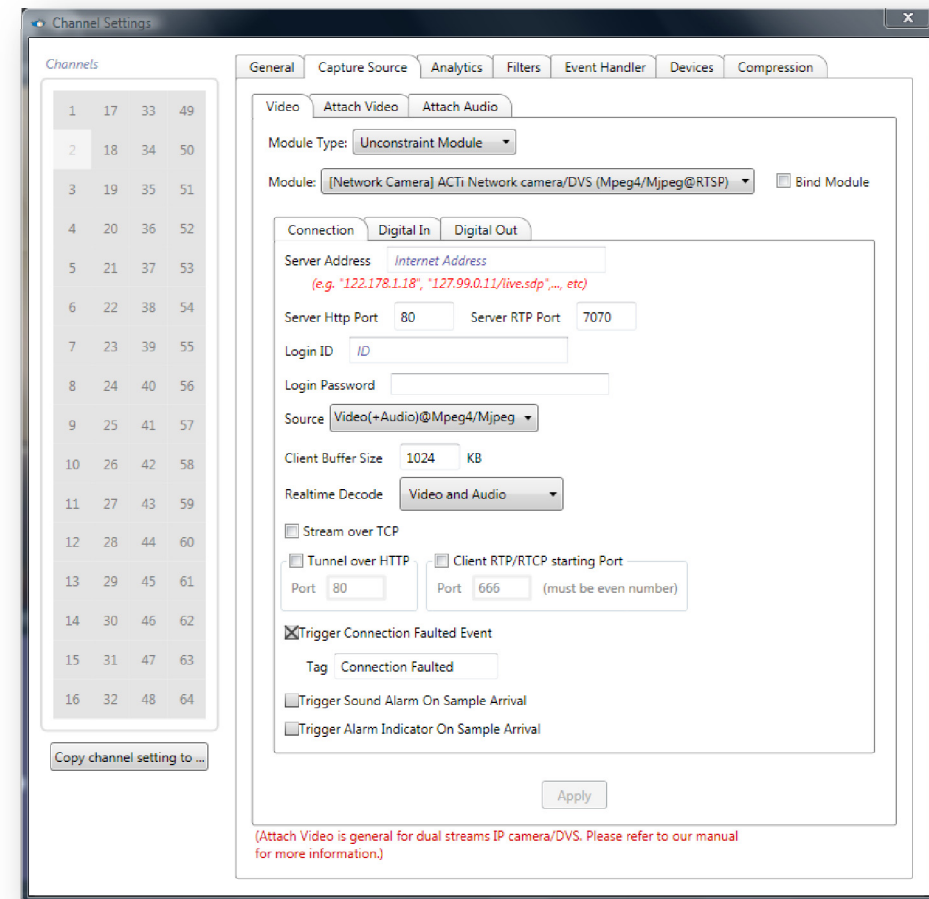 Channel Settings
Channels
1 17 33 49
2 18 34 50
3 19 35 51
4 20 36 52
5 21 37 53
6 22 38 54
7 23 39 55
8 24 40 56
9 25 41 57
10 26 42 58
11 27 43 59
12 28 44 60
13 29 45 61
14 30 46 62
15 31 47 63
16 32 48 64
Copy channel setting to ...
General Capture Source Analytics Filters Event Handler Devices Compression
Video Attach Video Attach Audio
Module Type: Unconstraint Module
Module: [Network Camera] ACTi Network camera/DVS (Mpeg4/Mjpeg@RTSP) Bind Module
Connection Digital In Digital Out
Server Address Internet Address
(e.g. "122.178.1.18", "127.99.0.11/live.sdp",..., etc)
Server Http Port 80 Server RTP Port 7070
Login ID ID
Login Password
Source Video(+Audio)@Mpeg4/Mjpeg
Client Buffer Size 1024 KB
Realtime Decode Video and Audio
Stream over TCP
Tunnel over HTTP Client RTP/RTCP starting Port
Port 80 Port 666 (must be even number)
Trigger Connection Faulted Event
Tag Connection Faulted
Trigger Sound Alarm On Sample Arrival
Trigger Alarm Indicator On Sample Arrival
Apply
(Attach Video is general for dual streams IP camera/DVS. Please refer to our manual
for more information.)